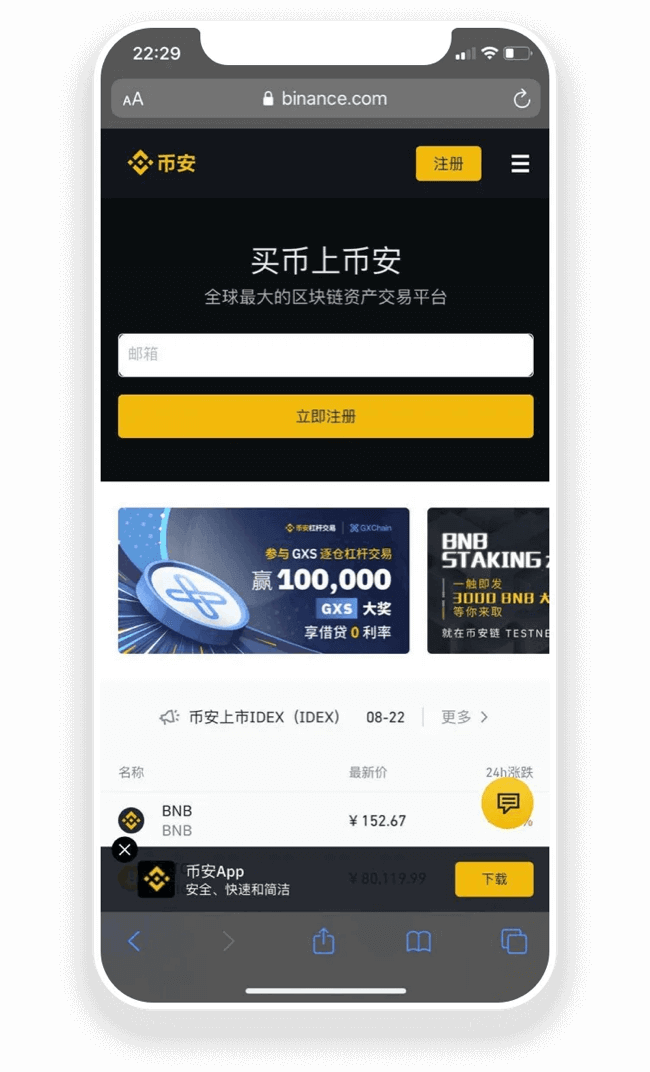 22:29
AA
binance.com
币安
注册
买币上币安
全球最大的区块链资产交易平台
邮箱
立即注册
币安杠杆交易 GXChain
参与 GXS 逐仓杠杆交易
赢 100,000
GXS 大奖
享借贷 0 利率
BNB
STAKING
一触即发
3000 BNB 大
等你来取
就在币安链 TESTNE
币安上市IDEX（IDEX） 08-22 更多
名称 最新价 24h涨跌
BNB
BNB
¥ 152.67
%
¥ 80,119.99
币安App
安全、快速和简洁
下载